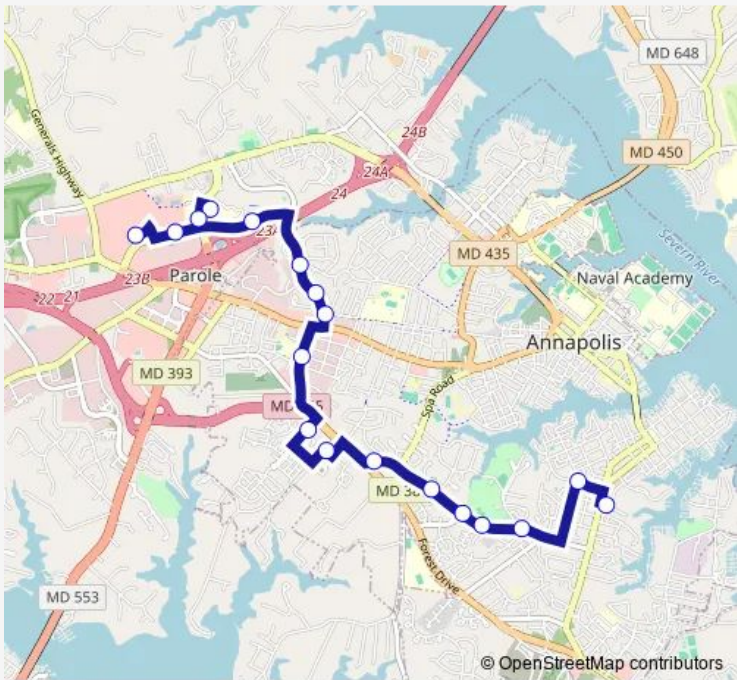 MD 648
24B
MD 450
Generals Highway
24A
24
23A
MD 435
Severn River
Naval Academy
23B
Parole
22
21
Annapolis
MD 393
Spa Road
MD
Forest Drive
MD 553
© OpenStreetMap contributors